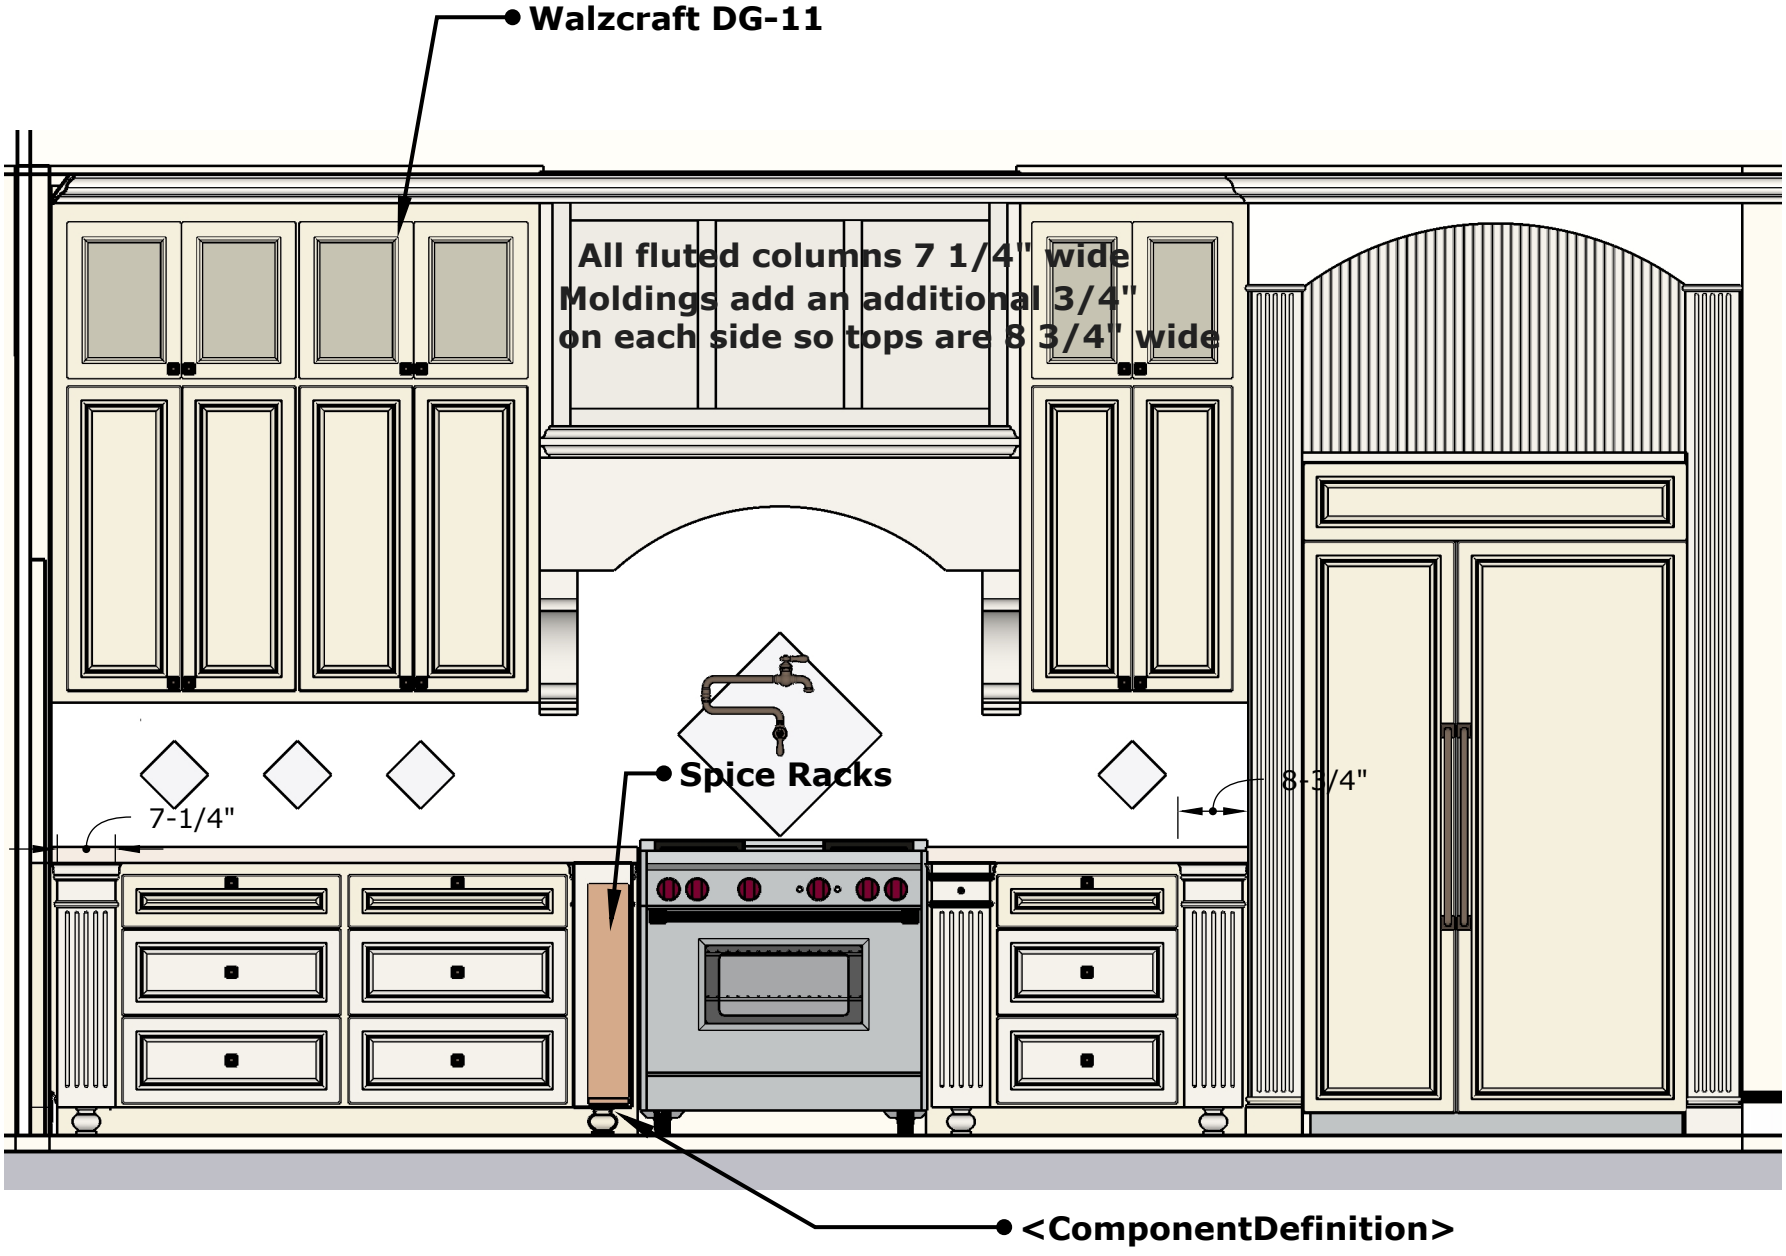 Walzcraft DG-11
All fluted columns 7 1/4" wide
Moldings add an additional 3/4"
on each side so tops are 8 3/4" wide
Spice Racks
8-3/4"
7-1/4"
<ComponentDefinition>